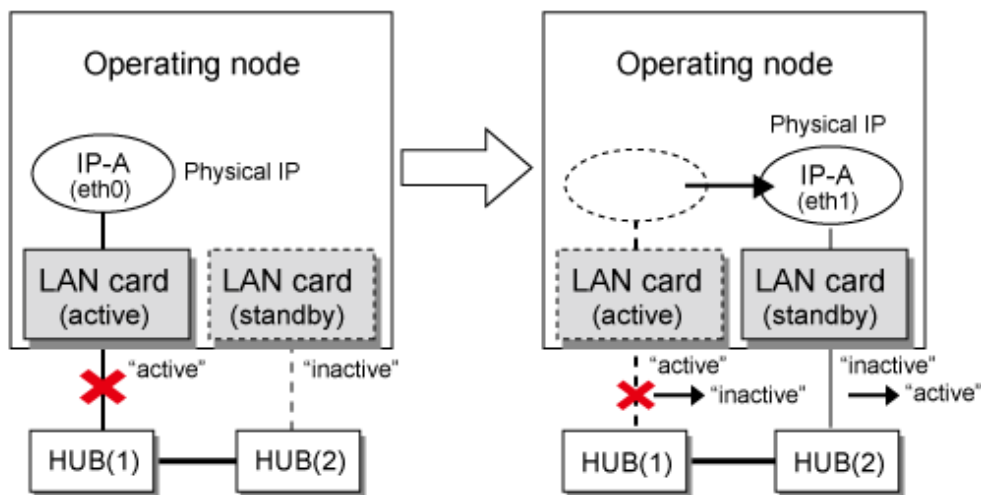 Operating node
IP-A
(eth0)
Physical IP
LAN card
(active)
LAN card
(standby)
“active”
“inactive”
HUB(1)
HUB(2)
Operating node
Physical IP
IP-A
(eth1)
LAN card
(active)
LAN card
(standby)
“active”
“inactive”
“inactive”
“active”
HUB(1)
HUB(2)